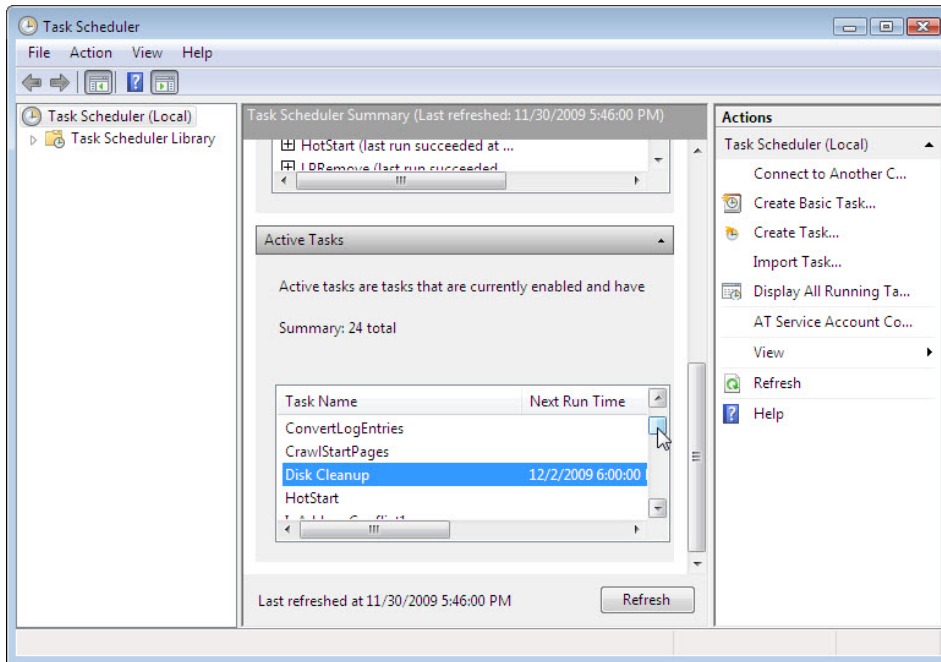 Task Scheduler
File Action View Help
Task Scheduler (Local)
Task Scheduler Library
Task Scheduler Summary (Last refreshed: 11/30/2009 5:46:00 PM)
HotStart (last run succeeded at ...
LPRemove (last run succeeded
Active Tasks
Active tasks are tasks that are currently enabled and have
Summary: 24 total
Task Name Next Run Time
ConvertLogEntries
CrawlStartPages
Disk Cleanup 12/2/2009 6:00:00
HotStart
Last refreshed at 11/30/2009 5:46:00 PM
Refresh
Actions
Task Scheduler (Local)
Connect to Another C...
Create Basic Task...
Create Task...
Import Task...
Display All Running Ta...
AT Service Account Co...
View
Refresh
Help